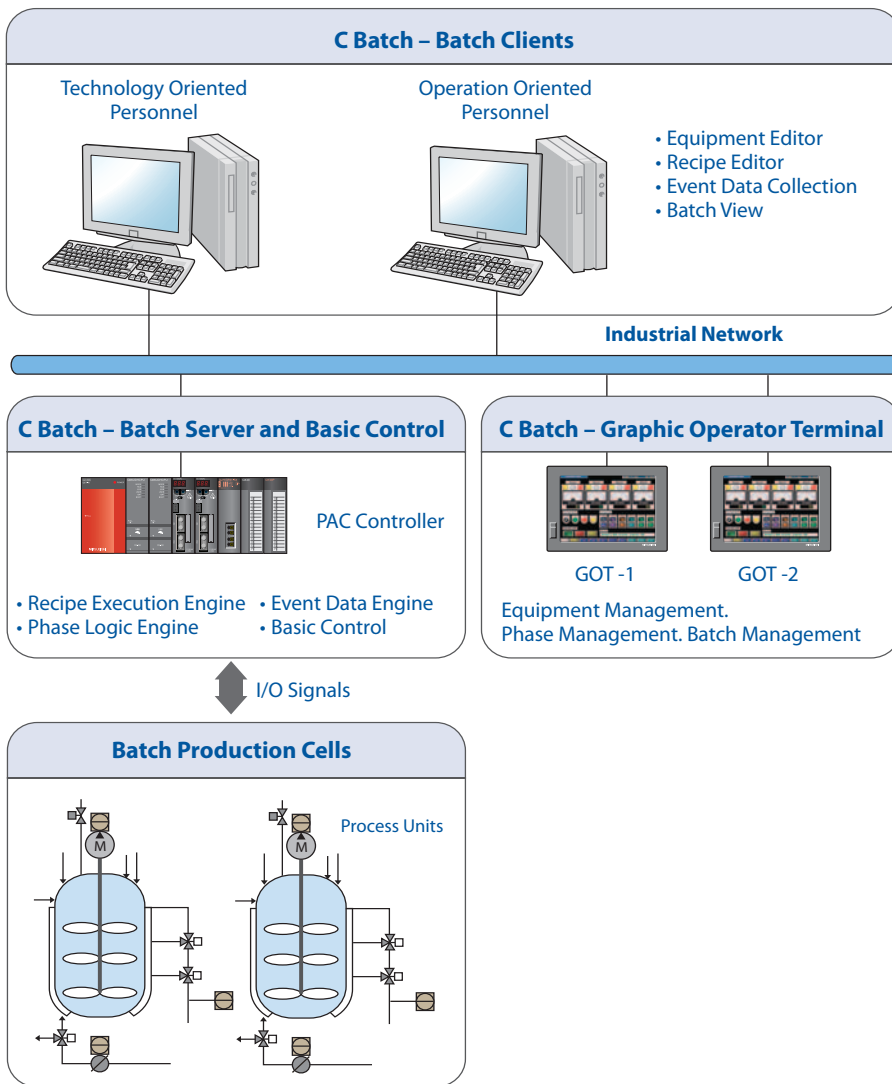 C Batch – Batch Clients
Technology Oriented
Personnel
Operation Oriented
Personnel
• Equipment Editor
• Recipe Editor
• Event Data Collection
• Batch View
Industrial Network
C Batch – Batch Server and Basic Control
PAC Controller
• Recipe Execution Engine
• Event Data Engine
• Phase Logic Engine
• Basic Control
C Batch – Graphic Operator Terminal
GOT -1
GOT -2
Equipment Management.
Phase Management. Batch Management
I/O Signals
Batch Production Cells
Process Units
M
M